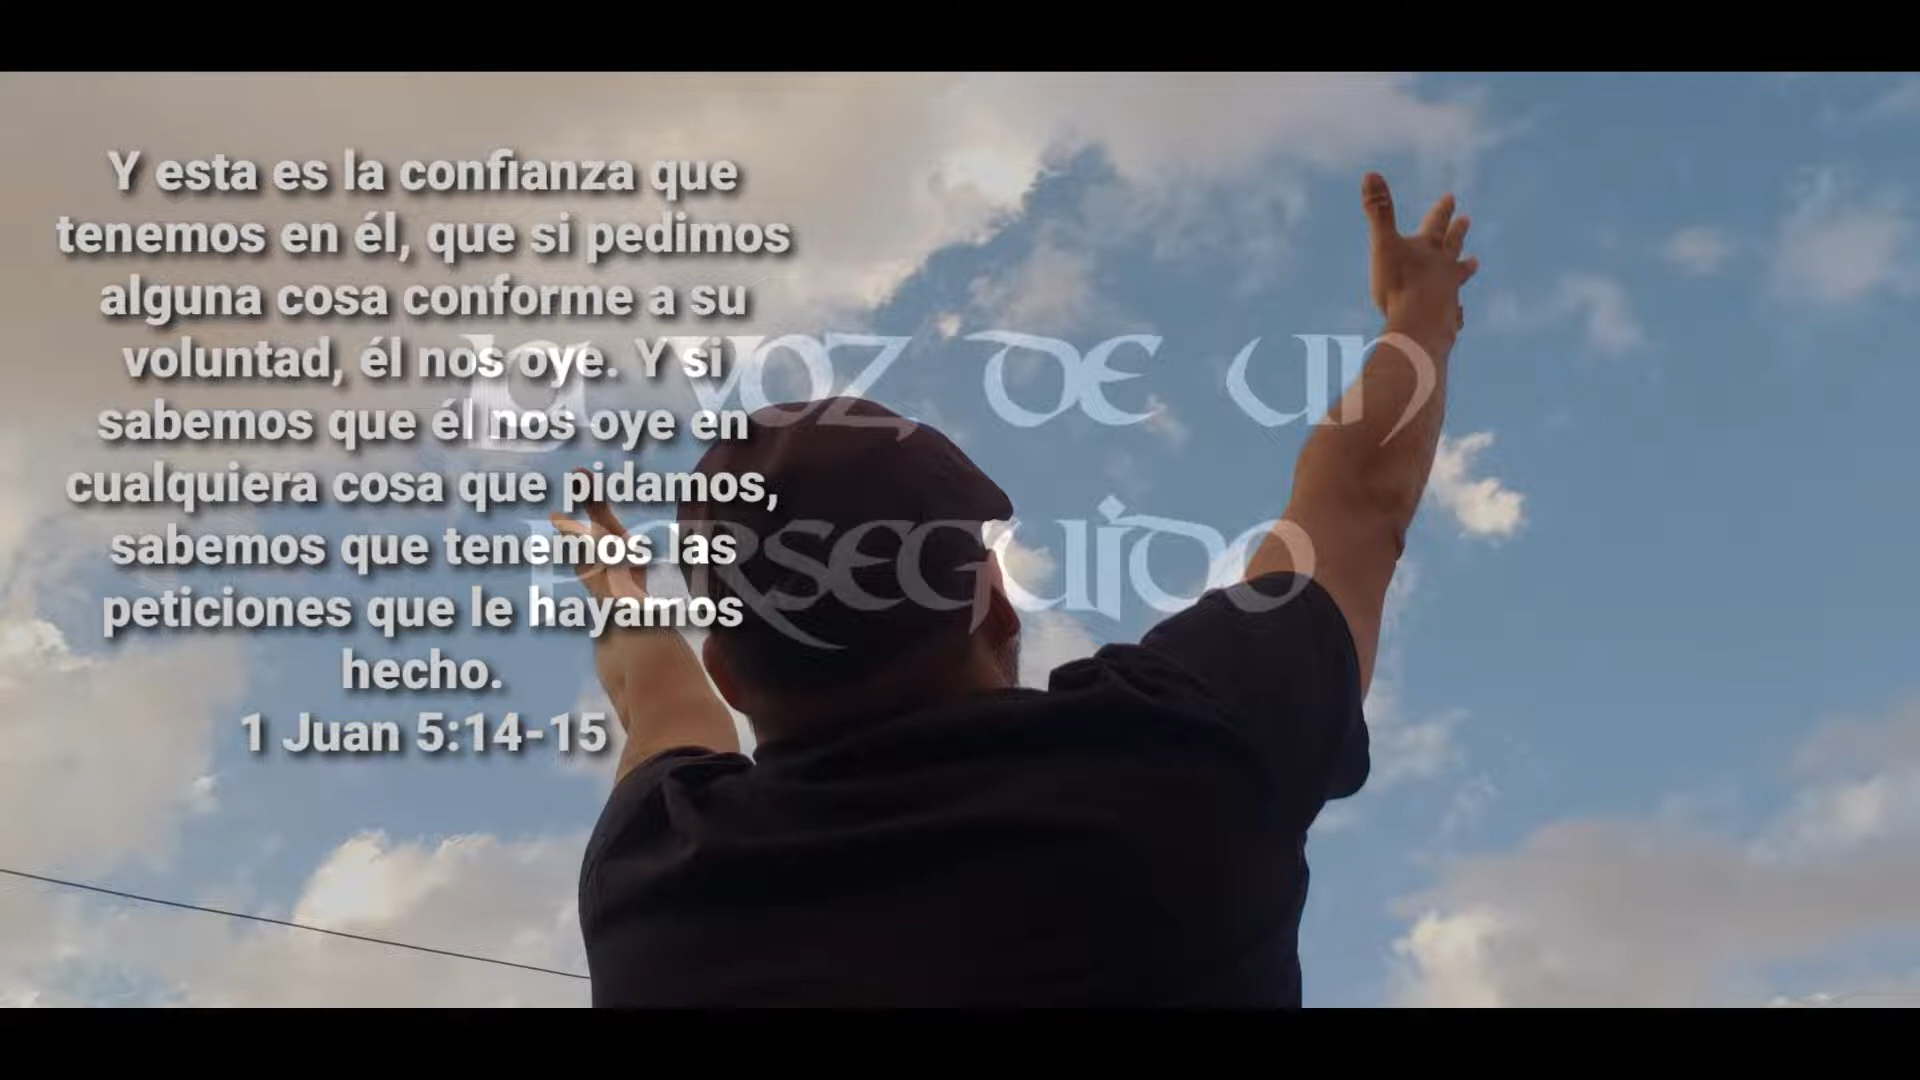 Y esta es la confianza que
tenemos en él, que si pedimos
alguna cosa conforme a su
voluntad, él nos oye. Y si
sabemos que él nos oye en
cualquiera cosa que pidamos,
sabemos que tenemos las
peticiones que le hayamos
hecho.
1 Juan 5:14-15
La voz de un
perseguido